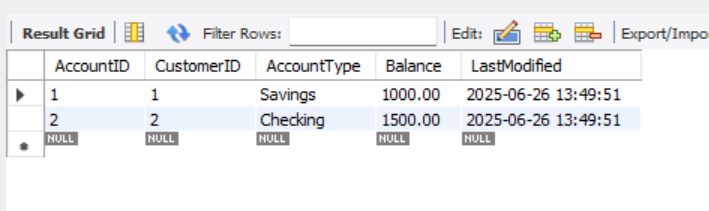 Result Grid Filter Rows: Edit: Export/Impo
AccountID CustomerID AccountType Balance LastModified
1 1 Savings 1000.00 2025-06-26 13:49:51
2 2 Checking 1500.00 2025-06-26 13:49:51
NULL NULL NULL NULL NULL